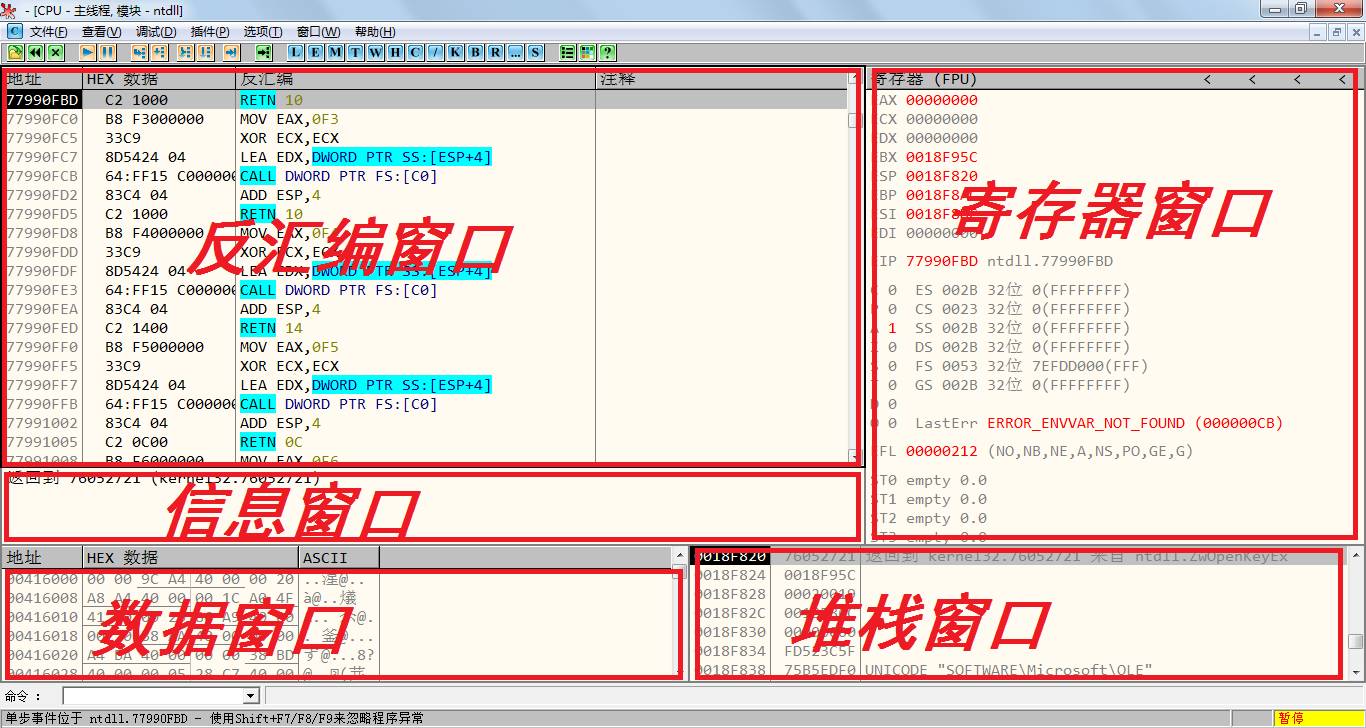 - [CPU - 主线程, 模块 - ntdll]
文件(F) 查看(V) 调试(D) 插件(P) 选项(T) 窗口(W) 帮助(H)
L E M T W H C / K B R ... S ?
地址 HEX 数据 反汇编 注释
77990FBD C2 1000 RETN 10
77990FC0 B8 F3000000 MOV EAX,0F3
77990FC5 33C9 XOR ECX,ECX
77990FC7 8D5424 04 LEA EDX,DWORD PTR SS:[ESP+4]
77990FCB 64:FF15 C000000 CALL DWORD PTR FS:[C0]
77990FD2 83C4 04 ADD ESP,4
77990FD5 C2 1000 RETN 10
77990FD8 B8 F4000000 MOV EAX,0F
77990FDD 33C9 XOR ECX,ECX
77990FDF 8D5424 04 LEA EDX,DWORD PTR SS:[ESP+4]
77990FE3 64:FF15 C000000 CALL DWORD PTR FS:[C0]
77990FEA 83C4 04 ADD ESP,4
77990FED C2 1400 RETN 14
77990FF0 B8 F5000000 MOV EAX,0F5
77990FF5 33C9 XOR ECX,ECX
77990FF7 8D5424 04 LEA EDX,DWORD PTR SS:[ESP+4]
77990FFB 64:FF15 C000000 CALL DWORD PTR FS:[C0]
77991002 83C4 04 ADD ESP,4
77991005 C2 0C00 RETN 0C
77991008 B8 F6000000 MOV EAX,0F6
反汇编窗口
寄存器 (FPU) < < < <
EAX 00000000
ECX 00000000
EDX 00000000
EBX 0018F95C
ESP 0018F820
EBP 0018F8
ESI 0018F8
EDI 00000000
EIP 77990FBD ntdll.77990FBD
C 0 ES 002B 32位 0(FFFFFFFF)
P 0 CS 0023 32位 0(FFFFFFFF)
A 1 SS 002B 32位 0(FFFFFFFF)
Z 0 DS 002B 32位 0(FFFFFFFF)
S 0 FS 0053 32位 7EFDD000(FFF)
T 0 GS 002B 32位 0(FFFFFFFF)
D 0
O 0 LastErr ERROR_ENVVAR_NOT_FOUND (000000CB)
EFL 00000212 (NO,NB,NE,A,NS,PO,GE,G)
ST0 empty 0.0
ST1 empty 0.0
ST2 empty 0.0
ST3 empty 0.0
寄存器窗口
返回到 76052721 (kernel32.76052721)
信息窗口
地址 HEX 数据 ASCII
00416000 00 00 9C A4 40 00 00 20
00416008 A8 A4 40 00 00 1C A0 4F
00416010 41
00416018 00
00416020 A4 BA 40 00 00 00 38 BD
00416028 40 00 00 05 28 C7 40 00
数据窗口
0018F820 76052721 返回到 kernel32.76052721 来自 ntdll.ZwOpenKeyEx
0018F824 0018F95C
0018F828 00020019
0018F82C
0018F830
0018F834 FD523C5F
0018F838 75B5EDF0 UNICODE "SOFTWARE\Microsoft\OLE"
堆栈窗口
命令 :
单步事件位于 ntdll.77990FBD - 使用Shift+F7/F8/F9来忽略程序异常 暂停